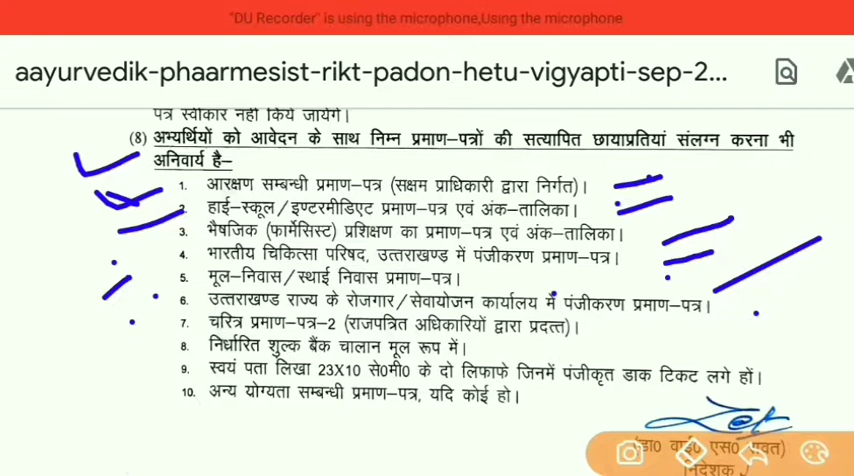 "DU Recorder" is using the microphone,Using the microphone
aayurvedik-phaarmesist-rikt-padon-hetu-vigyapti-sep-2...
पत्र स्वीकार नही किये जायेगें।
(8) अभ्यर्थियों को आवेदन के साथ निम्न प्रमाण-पत्रों की सत्यापित छायाप्रतियां संलग्न करना भी
अनिवार्य है-
1. आरक्षण सम्बन्धी प्रमाण-पत्र (सक्षम प्राधिकारी द्वारा निर्गत)।
2. हाई-स्कूल/इण्टरमीडिएट प्रमाण-पत्र एवं अंक-तालिका।
3. भैषजिक (फार्मेसिस्ट) प्रशिक्षण का प्रमाण-पत्र एवं अंक-तालिका।
4. भारतीय चिकित्सा परिषद, उत्तराखण्ड में पंजीकरण प्रमाण-पत्र।
5. मूल-निवास/स्थाई निवास प्रमाण-पत्र।
6. उत्तराखण्ड राज्य के रोजगार/सेवायोजन कार्यालय में पंजीकरण प्रमाण-पत्र।
7. चरित्र प्रमाण-पत्र-2 (राजपत्रित अधिकारियों द्वारा प्रदत्त)।
8. निर्धारित शुल्क बैंक चालान मूल रूप में।
9. स्वयं पता लिखा 23X10 से0मी0 के दो लिफाफे जिनमें पंजीकृत डाक टिकट लगे हों।
10. अन्य योग्यता सम्बन्धी प्रमाण-पत्र, यदि कोई हो।
(डा0 वाई0 एस0 रावत)
निदेशक